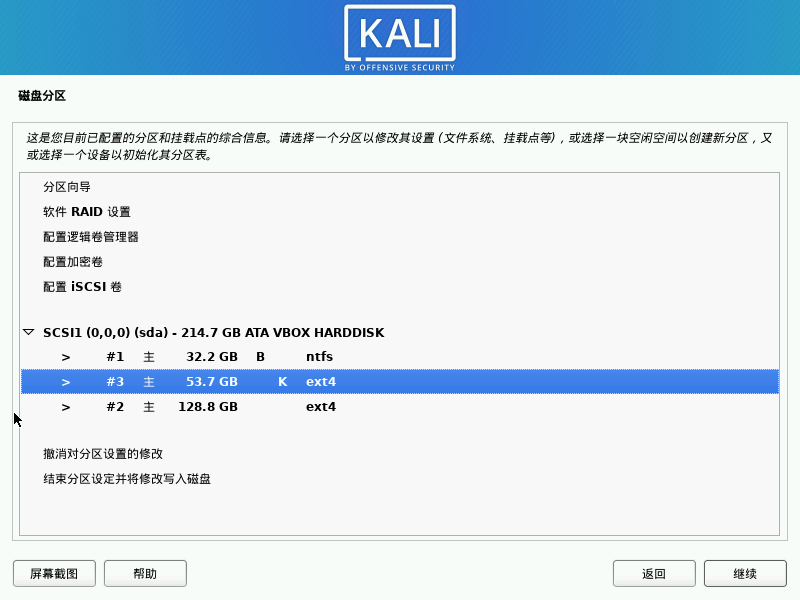 KALI
BY OFFENSIVE SECURITY
磁盘分区
这是您目前已配置的分区和挂载点的综合信息。请选择一个分区以修改其设置 (文件系统、挂载点等)，或选择一块空闲空间以创建新分区，又
或选择一个设备以初始化其分区表。
分区向导
软件 RAID 设置
配置逻辑卷管理器
配置加密卷
配置 iSCSI 卷
SCSI1 (0,0,0) (sda) - 214.7 GB ATA VBOX HARDDISK
> #1 主 32.2 GB B ntfs
> #3 主 53.7 GB K ext4
> #2 主 128.8 GB ext4
撤消对分区设置的修改
结束分区设定并将修改写入磁盘
屏幕截图 帮助 返回 继续